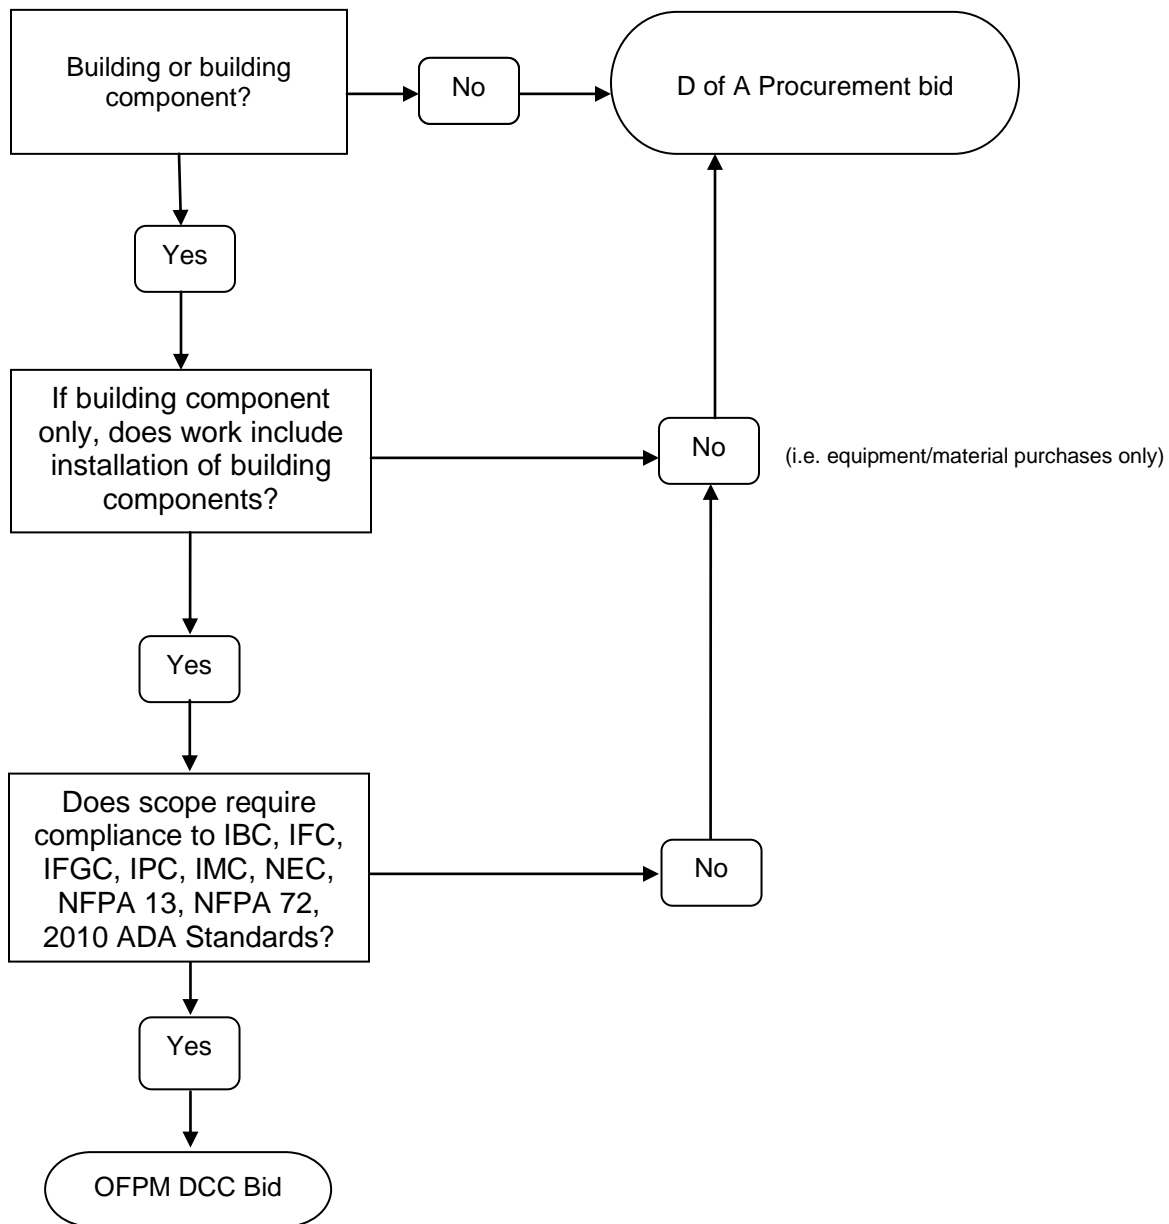 Building or building
component?
No
D of A Procurement bid
Yes
If building component
only, does work include
installation of building
components?
No
(i.e. equipment/material purchases only)
Yes
Does scope require
compliance to IBC, IFC,
IFGC, IPC, IMC, NEC,
NFPA 13, NFPA 72,
2010 ADA Standards?
No
Yes
OFPM DCC Bid